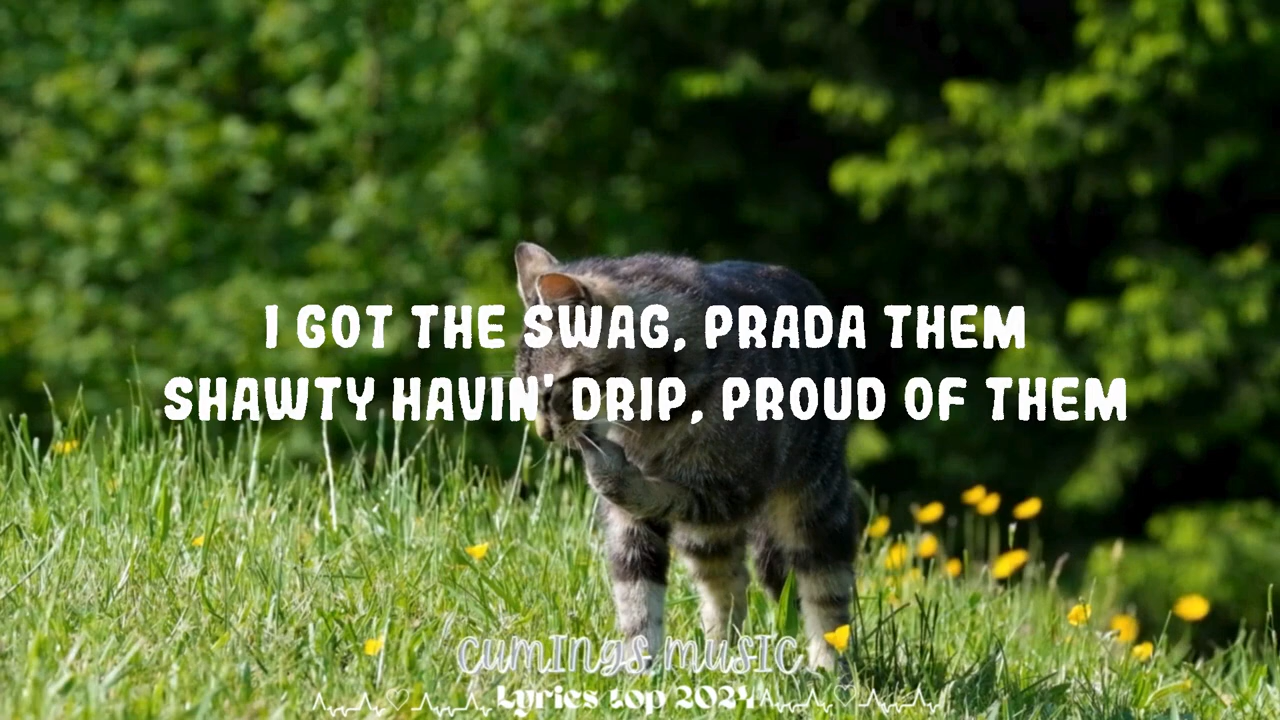 I GOT THE SWAG, PRADA THEM
SHAWTY HAVIN' DRIP, PROUD OF THEM
CUMINGS MUSIC
Lyrics top 2024